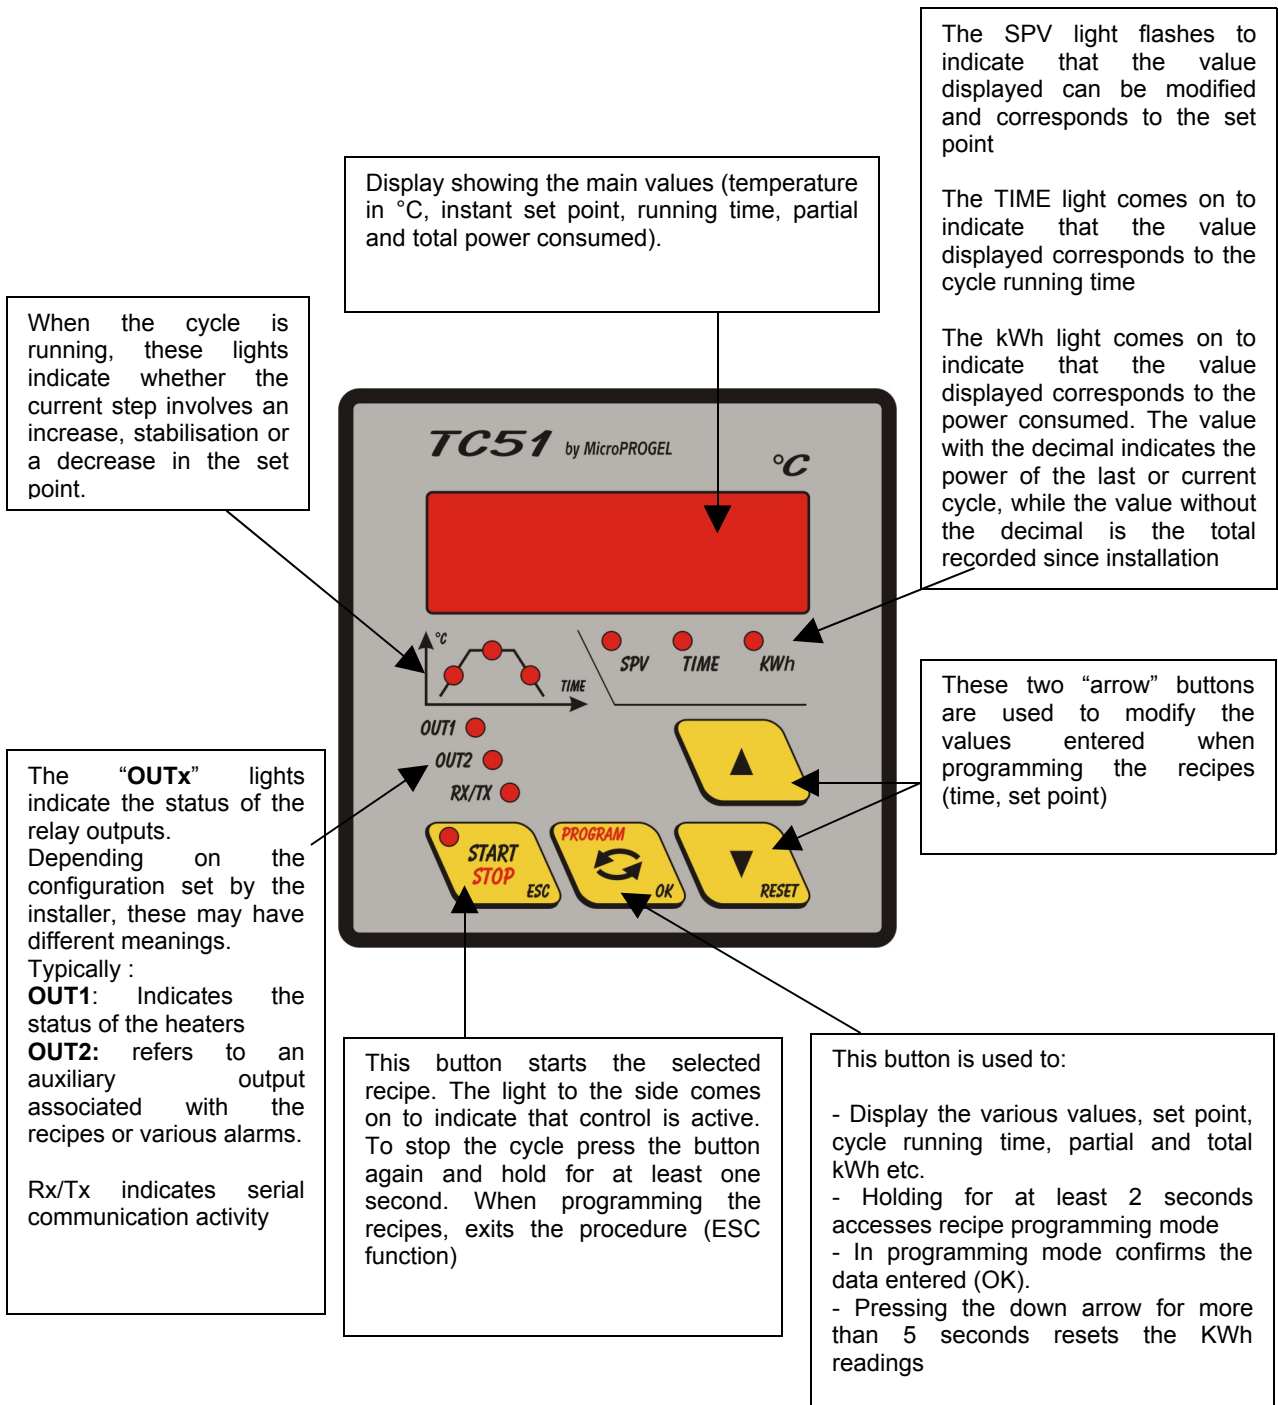 The SPV light flashes to
indicate that the value
displayed can be modified
and corresponds to the set
point
The TIME light comes on to
indicate that the value
displayed corresponds to the
cycle running time
The kWh light comes on to
indicate that the value
displayed corresponds to the
power consumed. The value
with the decimal indicates the
power of the last or current
cycle, while the value without
the decimal is the total
recorded since installation
Display showing the main values (temperature
in °C, instant set point, running time, partial
and total power consumed).
When the cycle is
running, these lights
indicate whether the
current step involves an
increase, stabilisation or
a decrease in the set
point.
TC51 by MicroPROGEL
°C
°C
TIME
SPV TIME KWh
OUT1
OUT2
RX/TX
START
STOP
ESC
PROGRAM
OK
RESET
These two “arrow” buttons
are used to modify the
values entered when
programming the recipes
(time, set point)
The “OUTx” lights
indicate the status of the
relay outputs.
Depending on the
configuration set by the
installer, these may have
different meanings.
Typically :
OUT1: Indicates the
status of the heaters
OUT2: refers to an
auxiliary output
associated with the
recipes or various alarms.
Rx/Tx indicates serial
communication activity
This button starts the selected
recipe. The light to the side comes
on to indicate that control is active.
To stop the cycle press the button
again and hold for at least one
second. When programming the
recipes, exits the procedure (ESC
function)
This button is used to:
- Display the various values, set point,
cycle running time, partial and total
kWh etc.
- Holding for at least 2 seconds
accesses recipe programming mode
- In programming mode confirms the
data entered (OK).
- Pressing the down arrow for more
than 5 seconds resets the KWh
readings